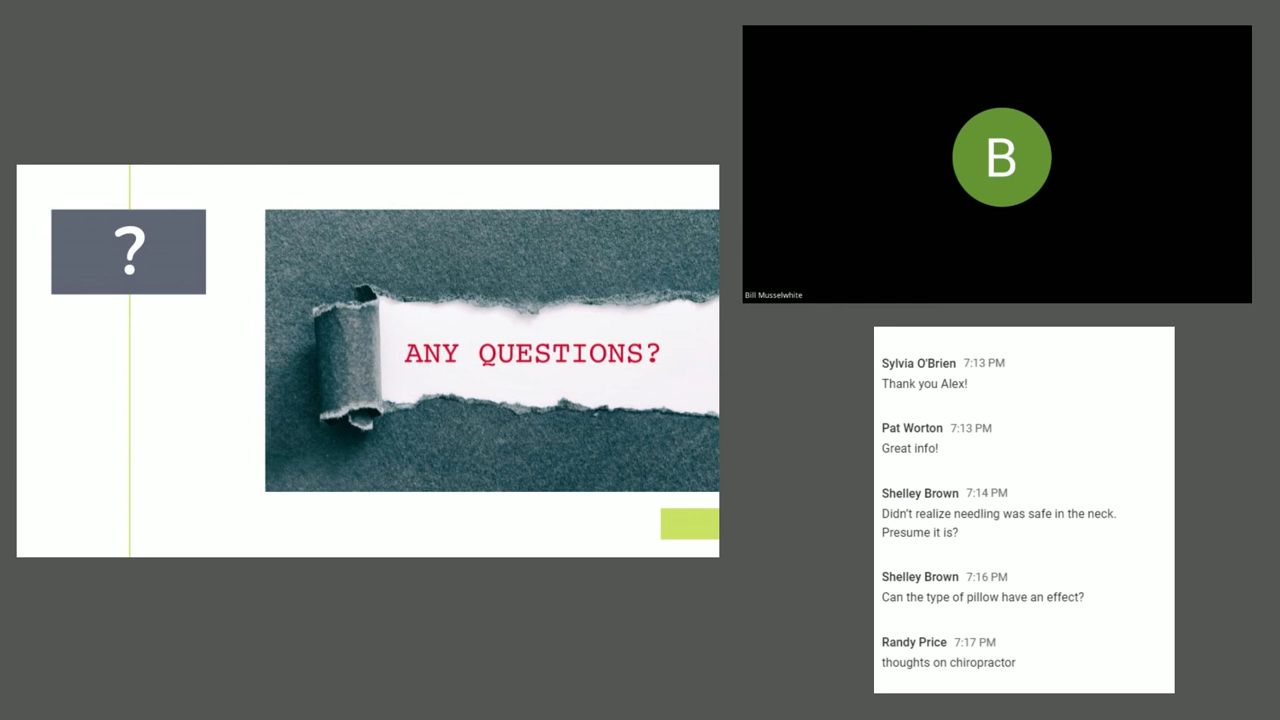 ?
ANY QUESTIONS?
B
Bill Musselwhite
Sylvia O'Brien 7:13 PM
Thank you Alex!
Pat Worton 7:13 PM
Great info!
Shelley Brown 7:14 PM
Didn't realize needling was safe in the neck.
Presume it is?
Shelley Brown 7:16 PM
Can the type of pillow have an effect?
Randy Price 7:17 PM
thoughts on chiropractor